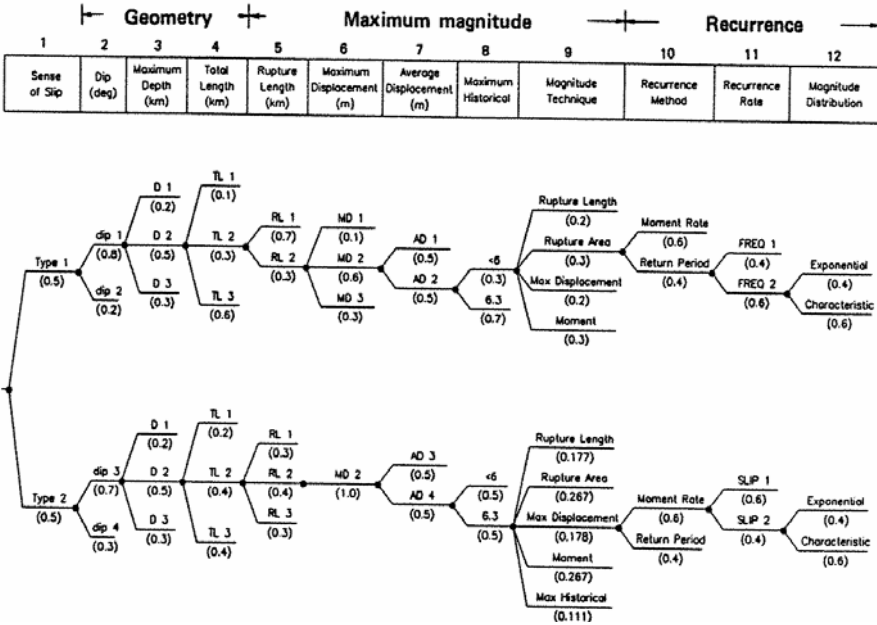 Geometry Maximum magnitude Recurrence
1 2 3 4 5 6 7 8 9 10 11 12
Sense of Slip
Dip (deg)
Maximum Depth (km)
Total Length (km)
Rupture Length (km)
Maximum Displacement (m)
Average Displacement (m)
Maximum Historical
Magnitude Technique
Recurrence Method
Recurrence Rate
Magnitude Distribution
Type 1
(0.5)
dip 1
(0.8)
dip 2
(0.2)
D 1
(0.2)
D 2
(0.5)
D 3
(0.3)
TL 1
(0.1)
TL 2
(0.3)
TL 3
(0.6)
RL 1
(0.7)
RL 2
(0.3)
MD 1
(0.1)
MD 2
(0.6)
MD 3
(0.3)
AD 1
(0.5)
AD 2
(0.5)
<6
(0.3)
6.3
(0.7)
Rupture Length
(0.2)
Rupture Area
(0.3)
Max Displacement
(0.2)
Moment
(0.3)
Moment Rate
(0.6)
Return Period
(0.4)
FREQ 1
(0.4)
FREQ 2
(0.6)
Exponential
(0.4)
Characteristic
(0.6)
Type 2
(0.5)
dip 3
(0.7)
dip 4
(0.3)
D 1
(0.2)
D 2
(0.5)
D 3
(0.3)
TL 1
(0.2)
TL 2
(0.4)
TL 3
(0.4)
RL 1
(0.3)
RL 2
(0.4)
RL 3
(0.3)
MD 2
(1.0)
AD 3
(0.5)
AD 4
(0.5)
<6
(0.5)
6.3
(0.5)
Rupture Length
(0.177)
Rupture Area
(0.267)
Max Displacement
(0.178)
Moment
(0.267)
Max Historical
(0.111)
Moment Rate
(0.6)
Return Period
(0.4)
SLIP 1
(0.6)
SLIP 2
(0.4)
Exponential
(0.4)
Characteristic
(0.6)